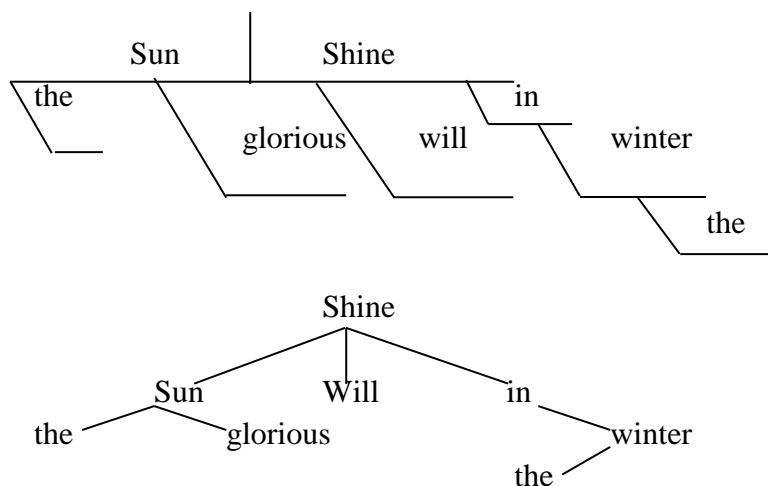 Sun Shine
the in
glorious will winter
the
Shine
Sun Will in
the glorious winter
the